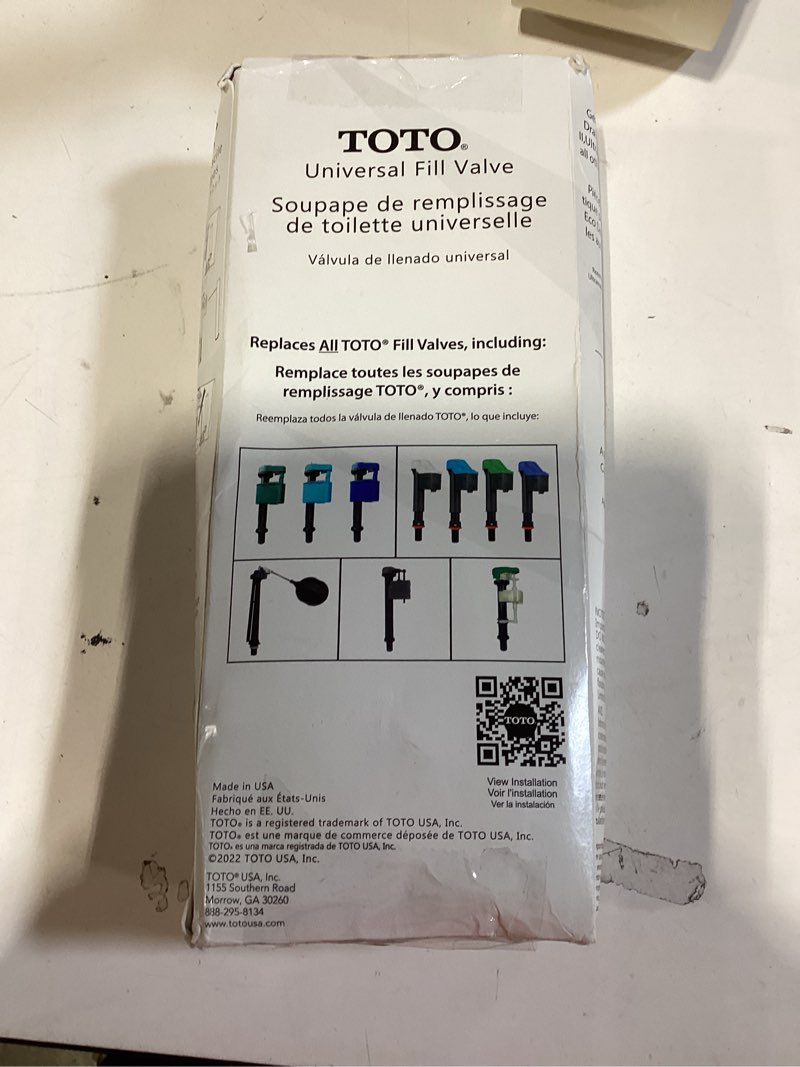 TOTO®
Universal Fill Valve
Soupape de remplissage
de toilette universelle
Válvula de llenado universal
Replaces All TOTO® Fill Valves, including:
Remplace toutes les soupapes de
remplissage TOTO®, y compris :
Reemplaza todos la válvula de llenado TOTO®, lo que incluye:
TOTO
View Installation
Voir l'installation
Ver la instalación
Made in USA
Fabriqué aux États-Unis
Hecho en EE. UU.
TOTO® is a registered trademark of TOTO USA, Inc.
TOTO® est une marque de commerce déposée de TOTO USA, Inc.
TOTO® es una marca registrada de TOTO USA, Inc.
©2022 TOTO USA, Inc.
TOTO® USA, Inc.
1155 Southern Road
Morrow, GA 30260
888-295-8134
www.totousa.com